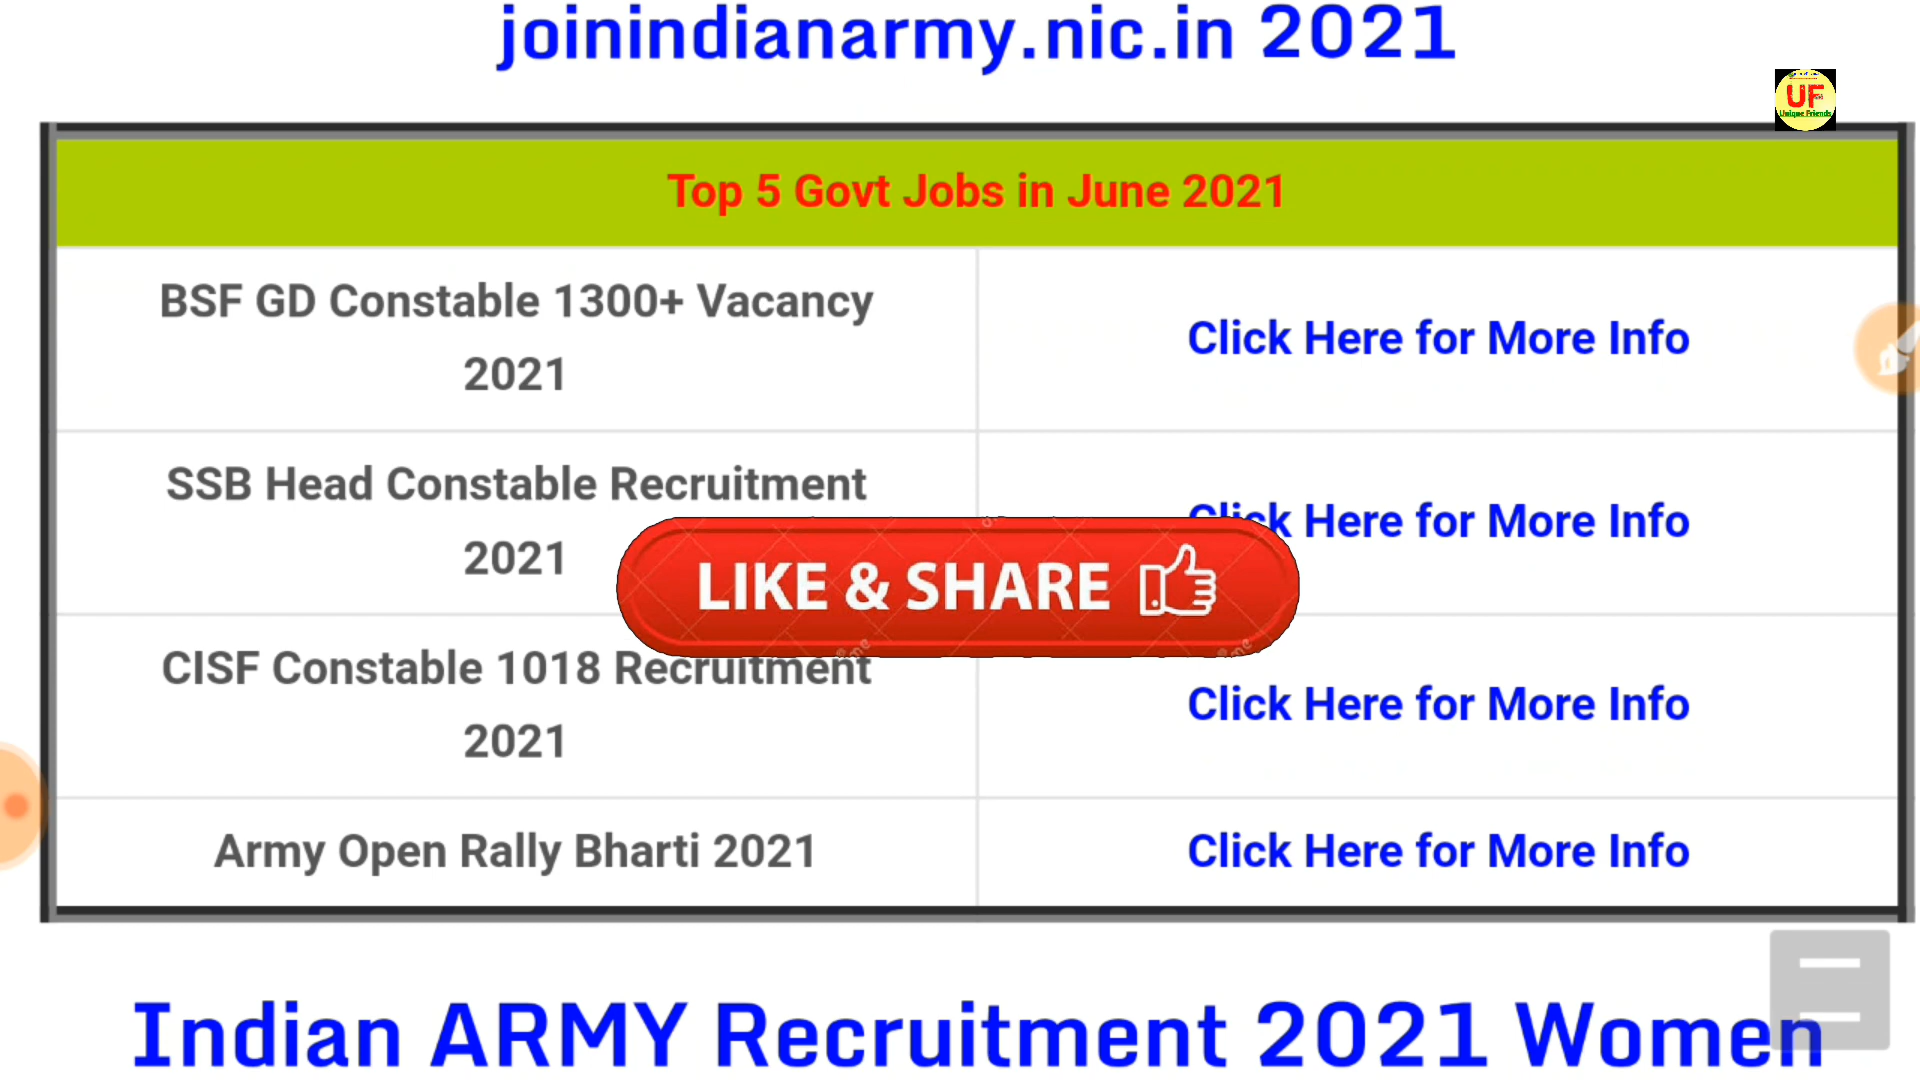 joinindianarmy.nic.in 2021
UF
Unique Friends
Top 5 Govt Jobs in June 2021
BSF GD Constable 1300+ Vacancy
2021
Click Here for More Info
SSB Head Constable Recruitment
2021
Click Here for More Info
LIKE & SHARE
CISF Constable 1018 Recruitment
2021
Click Here for More Info
Army Open Rally Bharti 2021
Click Here for More Info
Indian ARMY Recruitment 2021 Women